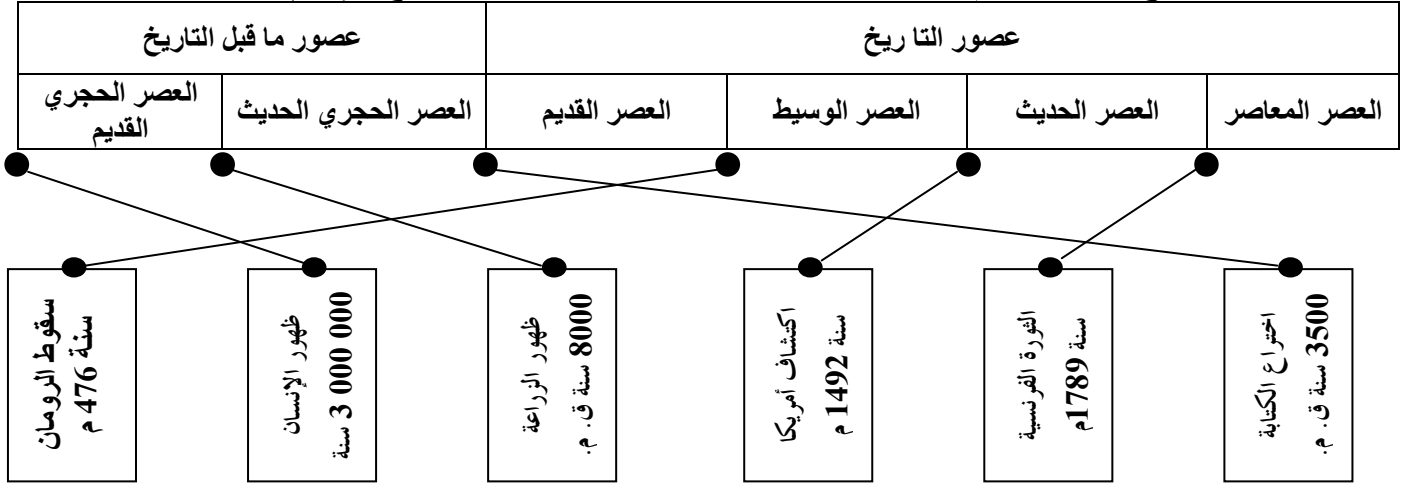 عصور التا ريخ
عصور ما قبل التاريخ
العصر المعاصر
العصر الحديث
العصر الوسيط
العصر القديم
العصر الحجري الحديث
العصر الحجري
القديم
اختراع الكتابة
3500 سنة ق. م.
الثورة الفرنسية
سنة 1789م
اكتشاف أمريكا
سنة 1492 م
ظهور الزراعة
8000 سنة ق. م.
ظهور الإنسان
3 000 000 سنة
سقوط الرومان
سنة 476 م